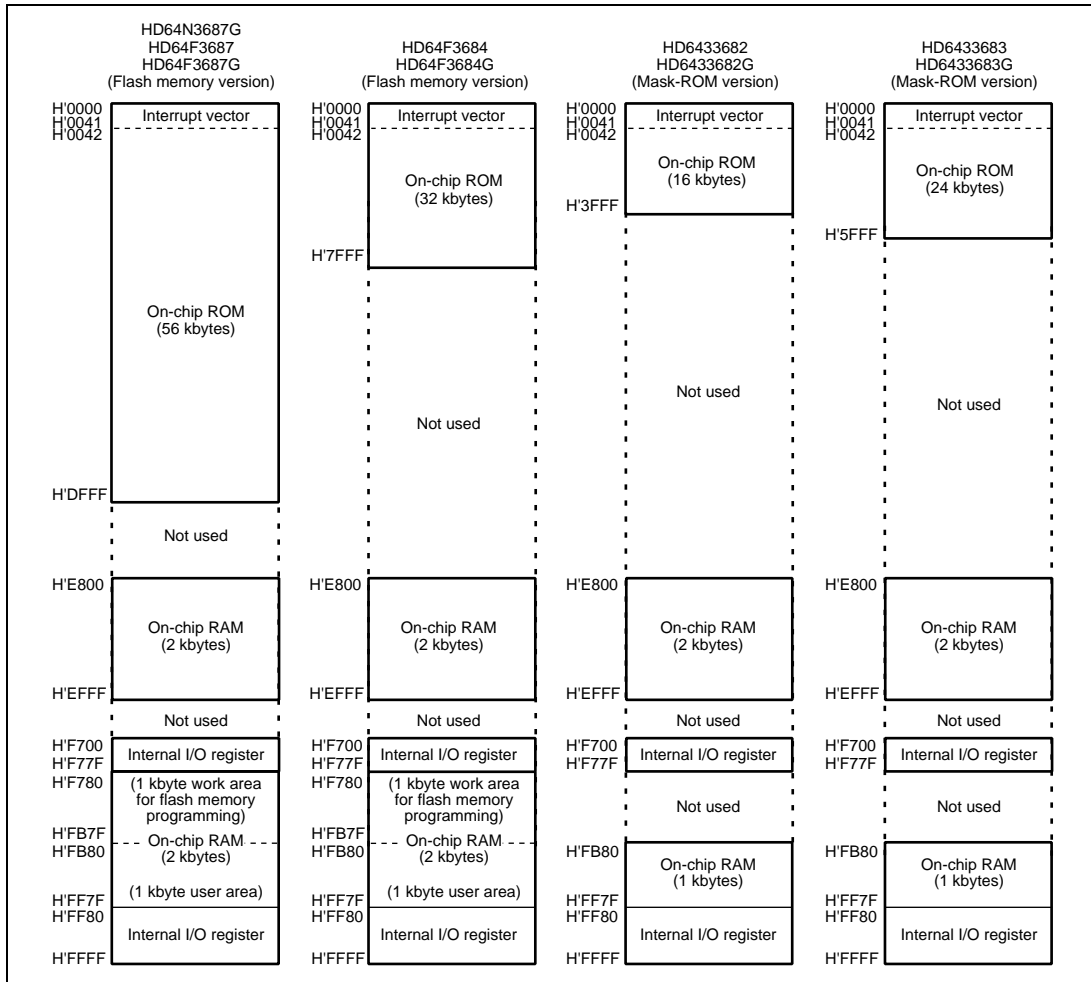 HD64N3687G
HD64F3687
HD64F3687G
(Flash memory version)
H'0000
H'0041
H'0042
Interrupt vector
On-chip ROM
(56 kbytes)
H'DFFF
Not used
H'E800
On-chip RAM
(2 kbytes)
H'EFFF
Not used
H'F700
H'F77F
Internal I/O register
H'F780
(1 kbyte work area
for flash memory
programming)
H'FB7F
H'FB80
On-chip RAM
(2 kbytes)
(1 kbyte user area)
H'FF7F
H'FF80
Internal I/O register
H'FFFF
HD64F3684
HD64F3684G
(Flash memory version)
H'0000
H'0041
H'0042
Interrupt vector
On-chip ROM
(32 kbytes)
H'7FFF
Not used
H'E800
On-chip RAM
(2 kbytes)
H'EFFF
Not used
H'F700
H'F77F
Internal I/O register
H'F780
(1 kbyte work area
for flash memory
programming)
H'FB7F
H'FB80
On-chip RAM
(2 kbytes)
(1 kbyte user area)
H'FF7F
H'FF80
Internal I/O register
H'FFFF
HD6433682
HD6433682G
(Mask-ROM version)
H'0000
H'0041
H'0042
Interrupt vector
On-chip ROM
(16 kbytes)
H'3FFF
Not used
H'E800
On-chip RAM
(2 kbytes)
H'EFFF
Not used
H'F700
H'F77F
Internal I/O register
Not used
H'FB80
On-chip RAM
(1 kbytes)
H'FF7F
H'FF80
Internal I/O register
H'FFFF
HD6433683
HD6433683G
(Mask-ROM version)
H'0000
H'0041
H'0042
Interrupt vector
On-chip ROM
(24 kbytes)
H'5FFF
Not used
H'E800
On-chip RAM
(2 kbytes)
H'EFFF
Not used
H'F700
H'F77F
Internal I/O register
Not used
H'FB80
On-chip RAM
(1 kbytes)
H'FF7F
H'FF80
Internal I/O register
H'FFFF